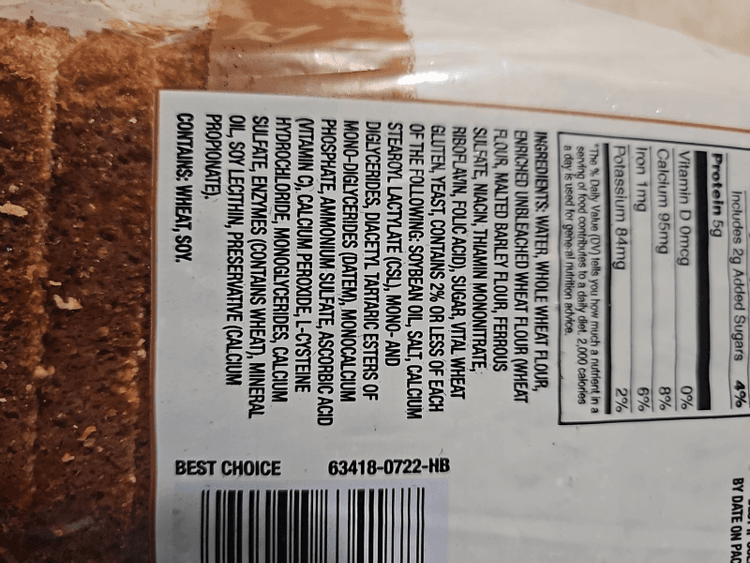 Includes 2g Added Sugars 4%
Protein 5g
Vitamin D 0mcg 0%
Calcium 95mg 8%
Iron 1mg 6%
Potassium 84mg 2%
*The % Daily Value (DV) tells you how much a nutrient in a
serving of food contributes to a daily diet. 2,000 calories
a day is used for general nutrition advice.
INGREDIENTS: WATER, WHOLE WHEAT FLOUR,
ENRICHED UNBLEACHED WHEAT FLOUR (WHEAT
FLOUR, MALTED BARLEY FLOUR, FERROUS
SULFATE, NIACIN, THIAMIN MONONITRATE,
RIBOFLAVIN, FOLIC ACID), SUGAR, VITAL WHEAT
GLUTEN, YEAST, CONTAINS 2% OR LESS OF EACH
OF THE FOLLOWING: SOYBEAN OIL, SALT, CALCIUM
STEAROYL LACTYLATE (CSL), MONO- AND
DIGLYCERIDES, DIACETYL TARTARIC ESTERS OF
MONO-DIGLYCERIDES (DATEM), MONOCALCIUM
PHOSPHATE, AMMONIUM SULFATE, ASCORBIC ACID
(VITAMIN C), CALCIUM PEROXIDE, L-CYSTEINE
HYDROCHLORIDE, MONOGLYCERIDES, CALCIUM
SULFATE, ENZYMES (CONTAINS WHEAT), MINERAL
OIL, SOY LECITHIN, PRESERVATIVE (CALCIUM
PROPIONATE).
CONTAINS: WHEAT, SOY.
BY DATE ON
BEST CHOICE 63418-0722-HB